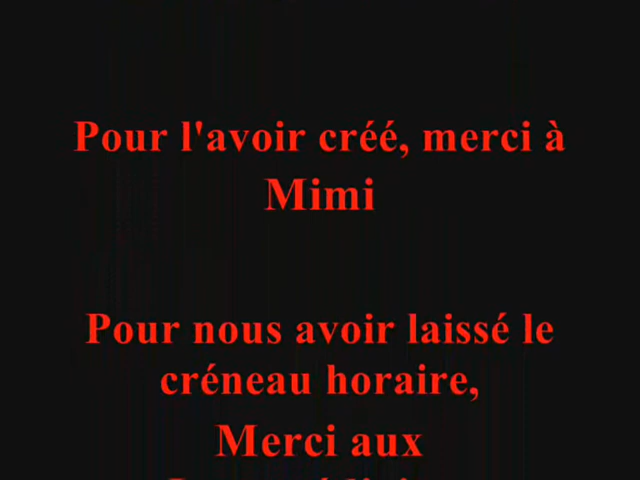 Pour l'avoir créé, merci à
Mimi
Pour nous avoir laissé le
créneau horaire,
Merci aux